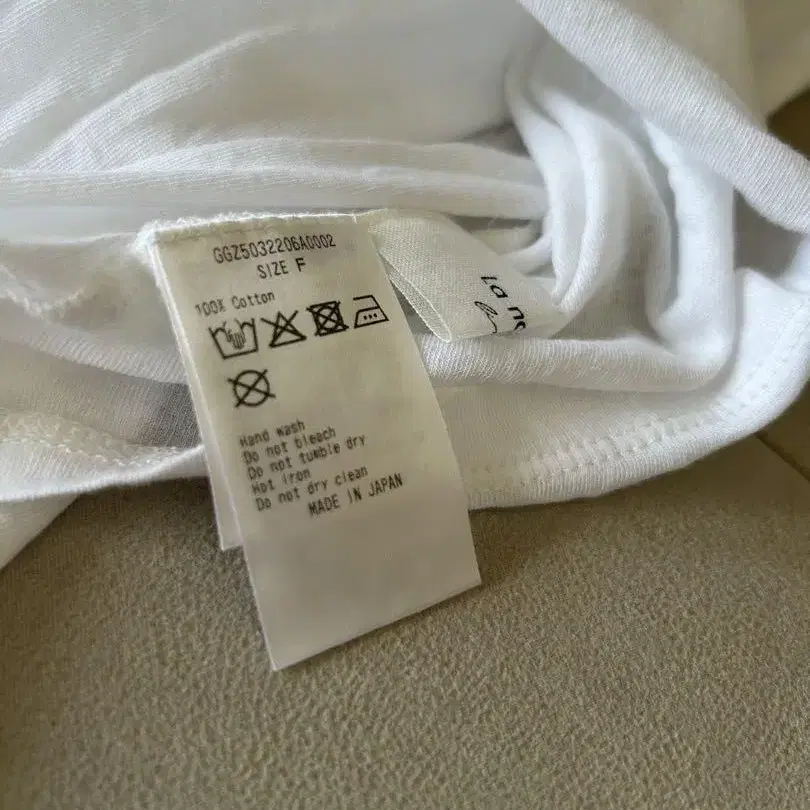 GGZ5032206A0002
SIZE F
100% Cotton
Hand wash
Do not bleach
Do not tumble dry
Hot iron
Do not dry clean
MADE IN JAPAN